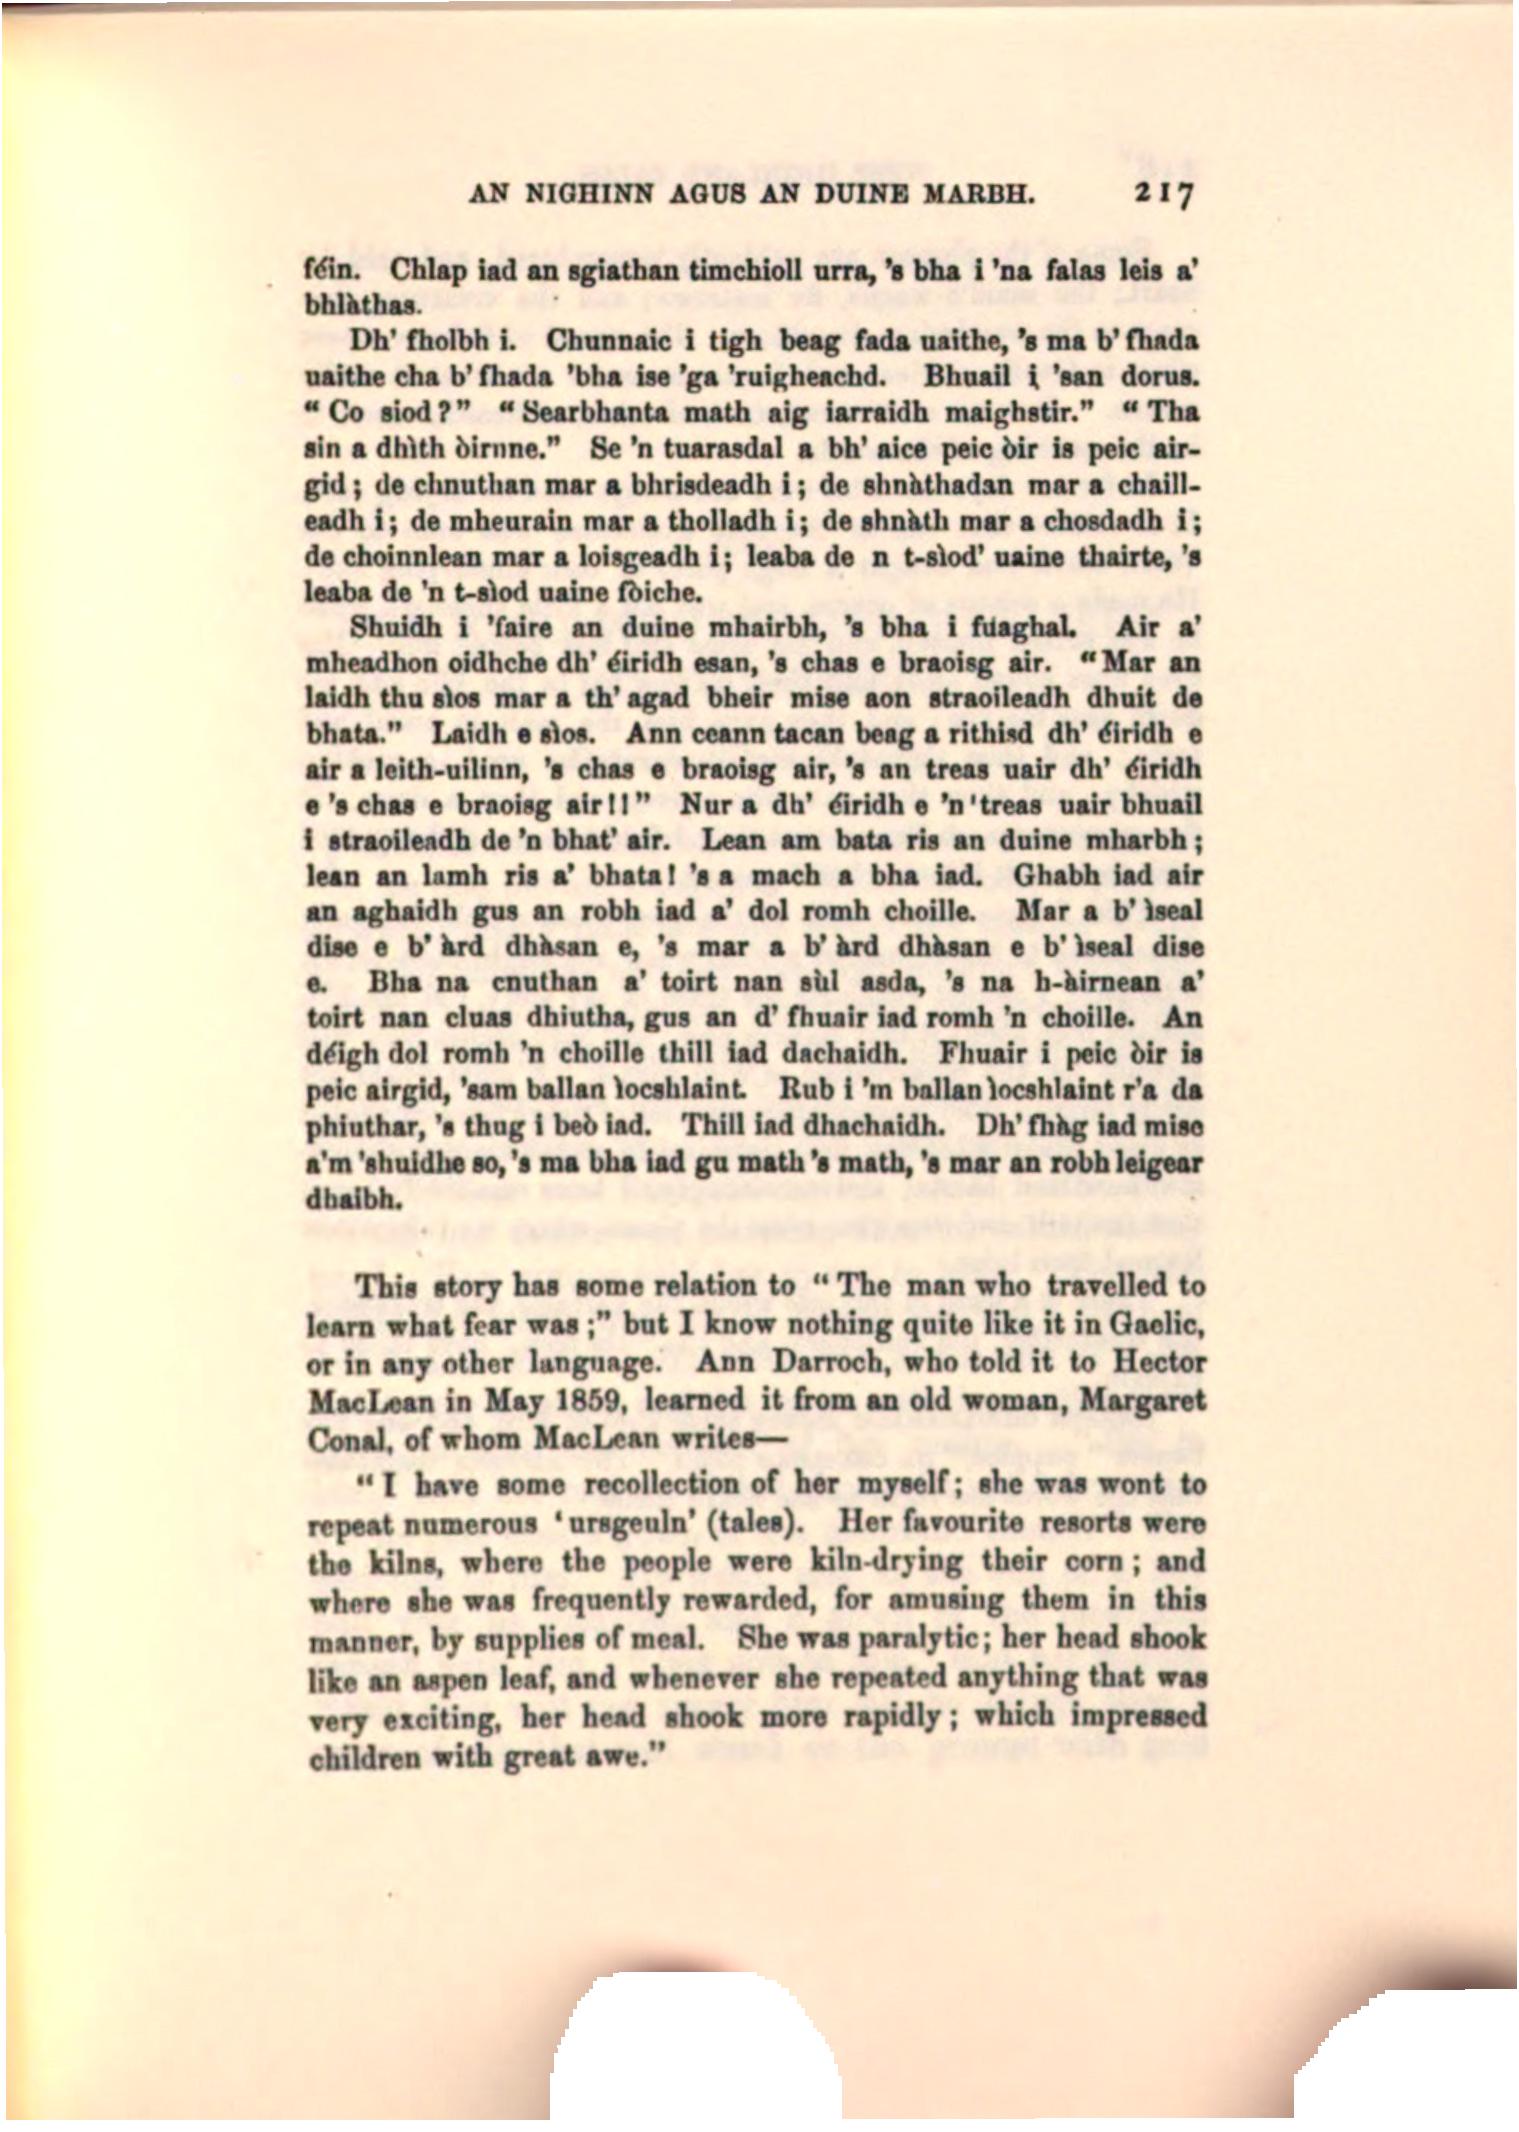 AN NIGHINN AGUS AN DUINE MARBH. 217
féin. Chlap iad an sgiathan timchioll urra, 's bha i 'na falas leis a'
bhlàthas.
Dh' fholbh i. Chunnaic i tigh beag fada uaithe, 's ma b' fhada
uaithe cha b' fhada 'bha ise 'ga 'ruigheachd. Bhuail i 'san dorus.
“ Co siod ? ” “ Searbhanta math aig iarraidh maighstir.” “ Tha
sin a dhìth òirnne.” Se 'n tuarasdal a bh' aice peic òir is peic air-
gid ; de chnuthan mar a bhrisdeadh i ; de shnàthadan mar a chaill-
eadh i ; de mheurain mar a tholladh i ; de shnàth mar a chosdadh i ;
de choinnlean mar a loisgeadh i ; leaba de n t-sìod' uaine thairte, 's
leaba de 'n t-sìod uaine fòiche.
Shuidh i 'faire an duine mhairbh, 's bha i fuaghal. Air a'
mheadhon oidhche dh' éiridh esan, 's chas e braoisg air. “ Mar an
laidh thu sìos mar a th' agad bheir mise aon straoileadh dhuit de
bhata.” Laidh e sìos. Ann ceann tacan beag a rithisd dh' éiridh e
air a leith-uilinn, 's chas e braoisg air, 's an treas uair dh' éiridh
e 's chas e braoisg air ! ! ” Nur a dh' éiridh e 'n 'treas uair bhuail
i straoileadh de 'n bhat' air. Lean am bata ris an duine mharbh ;
lean an lamh ris a' bhata ! 's a mach a bha iad. Ghabh iad air
an aghaidh gus an robh iad a' dol romh choille. Mar a b' ìseal
dise e b' àrd dhàsan e, 's mar a b' àrd dhàsan e b' ìseal dise
e. Bha na cnuthan a' toirt nan sùl asda, 's na h-àirnean a'
toirt nan cluas dhiutha, gus an d' fhuair iad romh 'n choille. An
déigh dol romh 'n choille thill iad dachaidh. Fhuair i peic òir is
peic airgid, 'sam ballan ìocshlaint. Rub i 'm ballan ìocshlaint r'a da
phiuthar, 's thug i beò iad. Thill iad dhachaidh. Dh' fhàg iad mise
a'm 'shuidhe so, 's ma bha iad gu math 's math, 's mar an robh leigear
dhaibh.
This story has some relation to “ The man who travelled to
learn what fear was ; ” but I know nothing quite like it in Gaelic,
or in any other language. Ann Darroch, who told it to Hector
MacLean in May 1859, learned it from an old woman, Margaret
Conal, of whom MacLean writes—
“ I have some recollection of her myself ; she was wont to
repeat numerous ‘ ursgeuln’ (tales). Her favourite resorts were
the kilns, where the people were kiln-drying their corn ; and
where she was frequently rewarded, for amusing them in this
manner, by supplies of meal. She was paralytic ; her head shook
like an aspen leaf, and whenever she repeated anything that was
very exciting, her head shook more rapidly ; which impressed
children with great awe.”